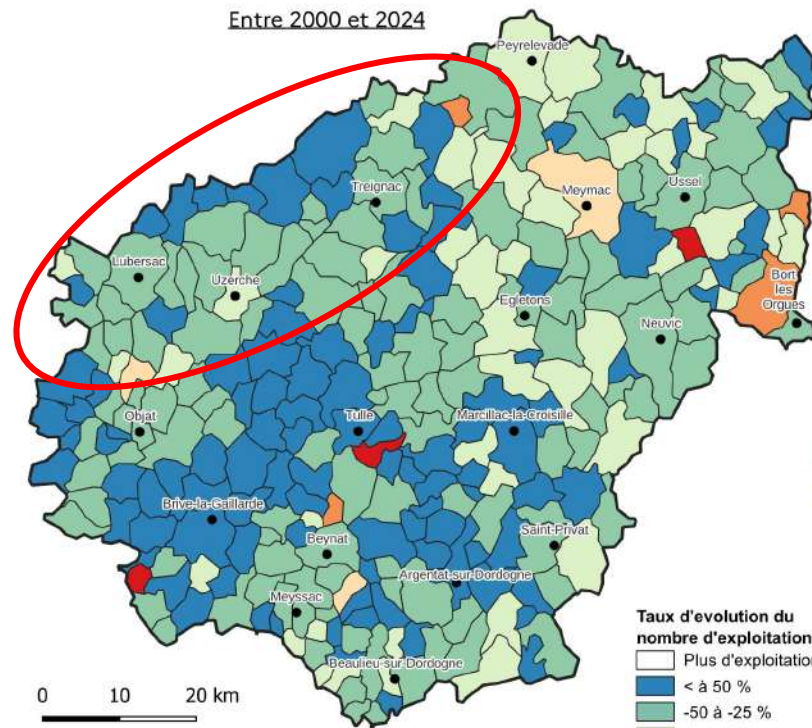 Entre 2000 et 2024
Peyrelevade
Treignac
Meymac
Ussel
Lubersac
Uzerche
Bort
les
Orgues
Egletons
Neuvic
Objat
Tulle
Marcillac-la-Croisille
Brive-la-Gaillarde
Saint-Privat
Beynat
Argentat-sur-Dordogne
Meyssac
Beaulieu-sur-Dordogne
Taux d'evolution du
nombre d'exploitation
Plus d'exploitation
< à 50 %
-50 à -25 %
0 10 20 km